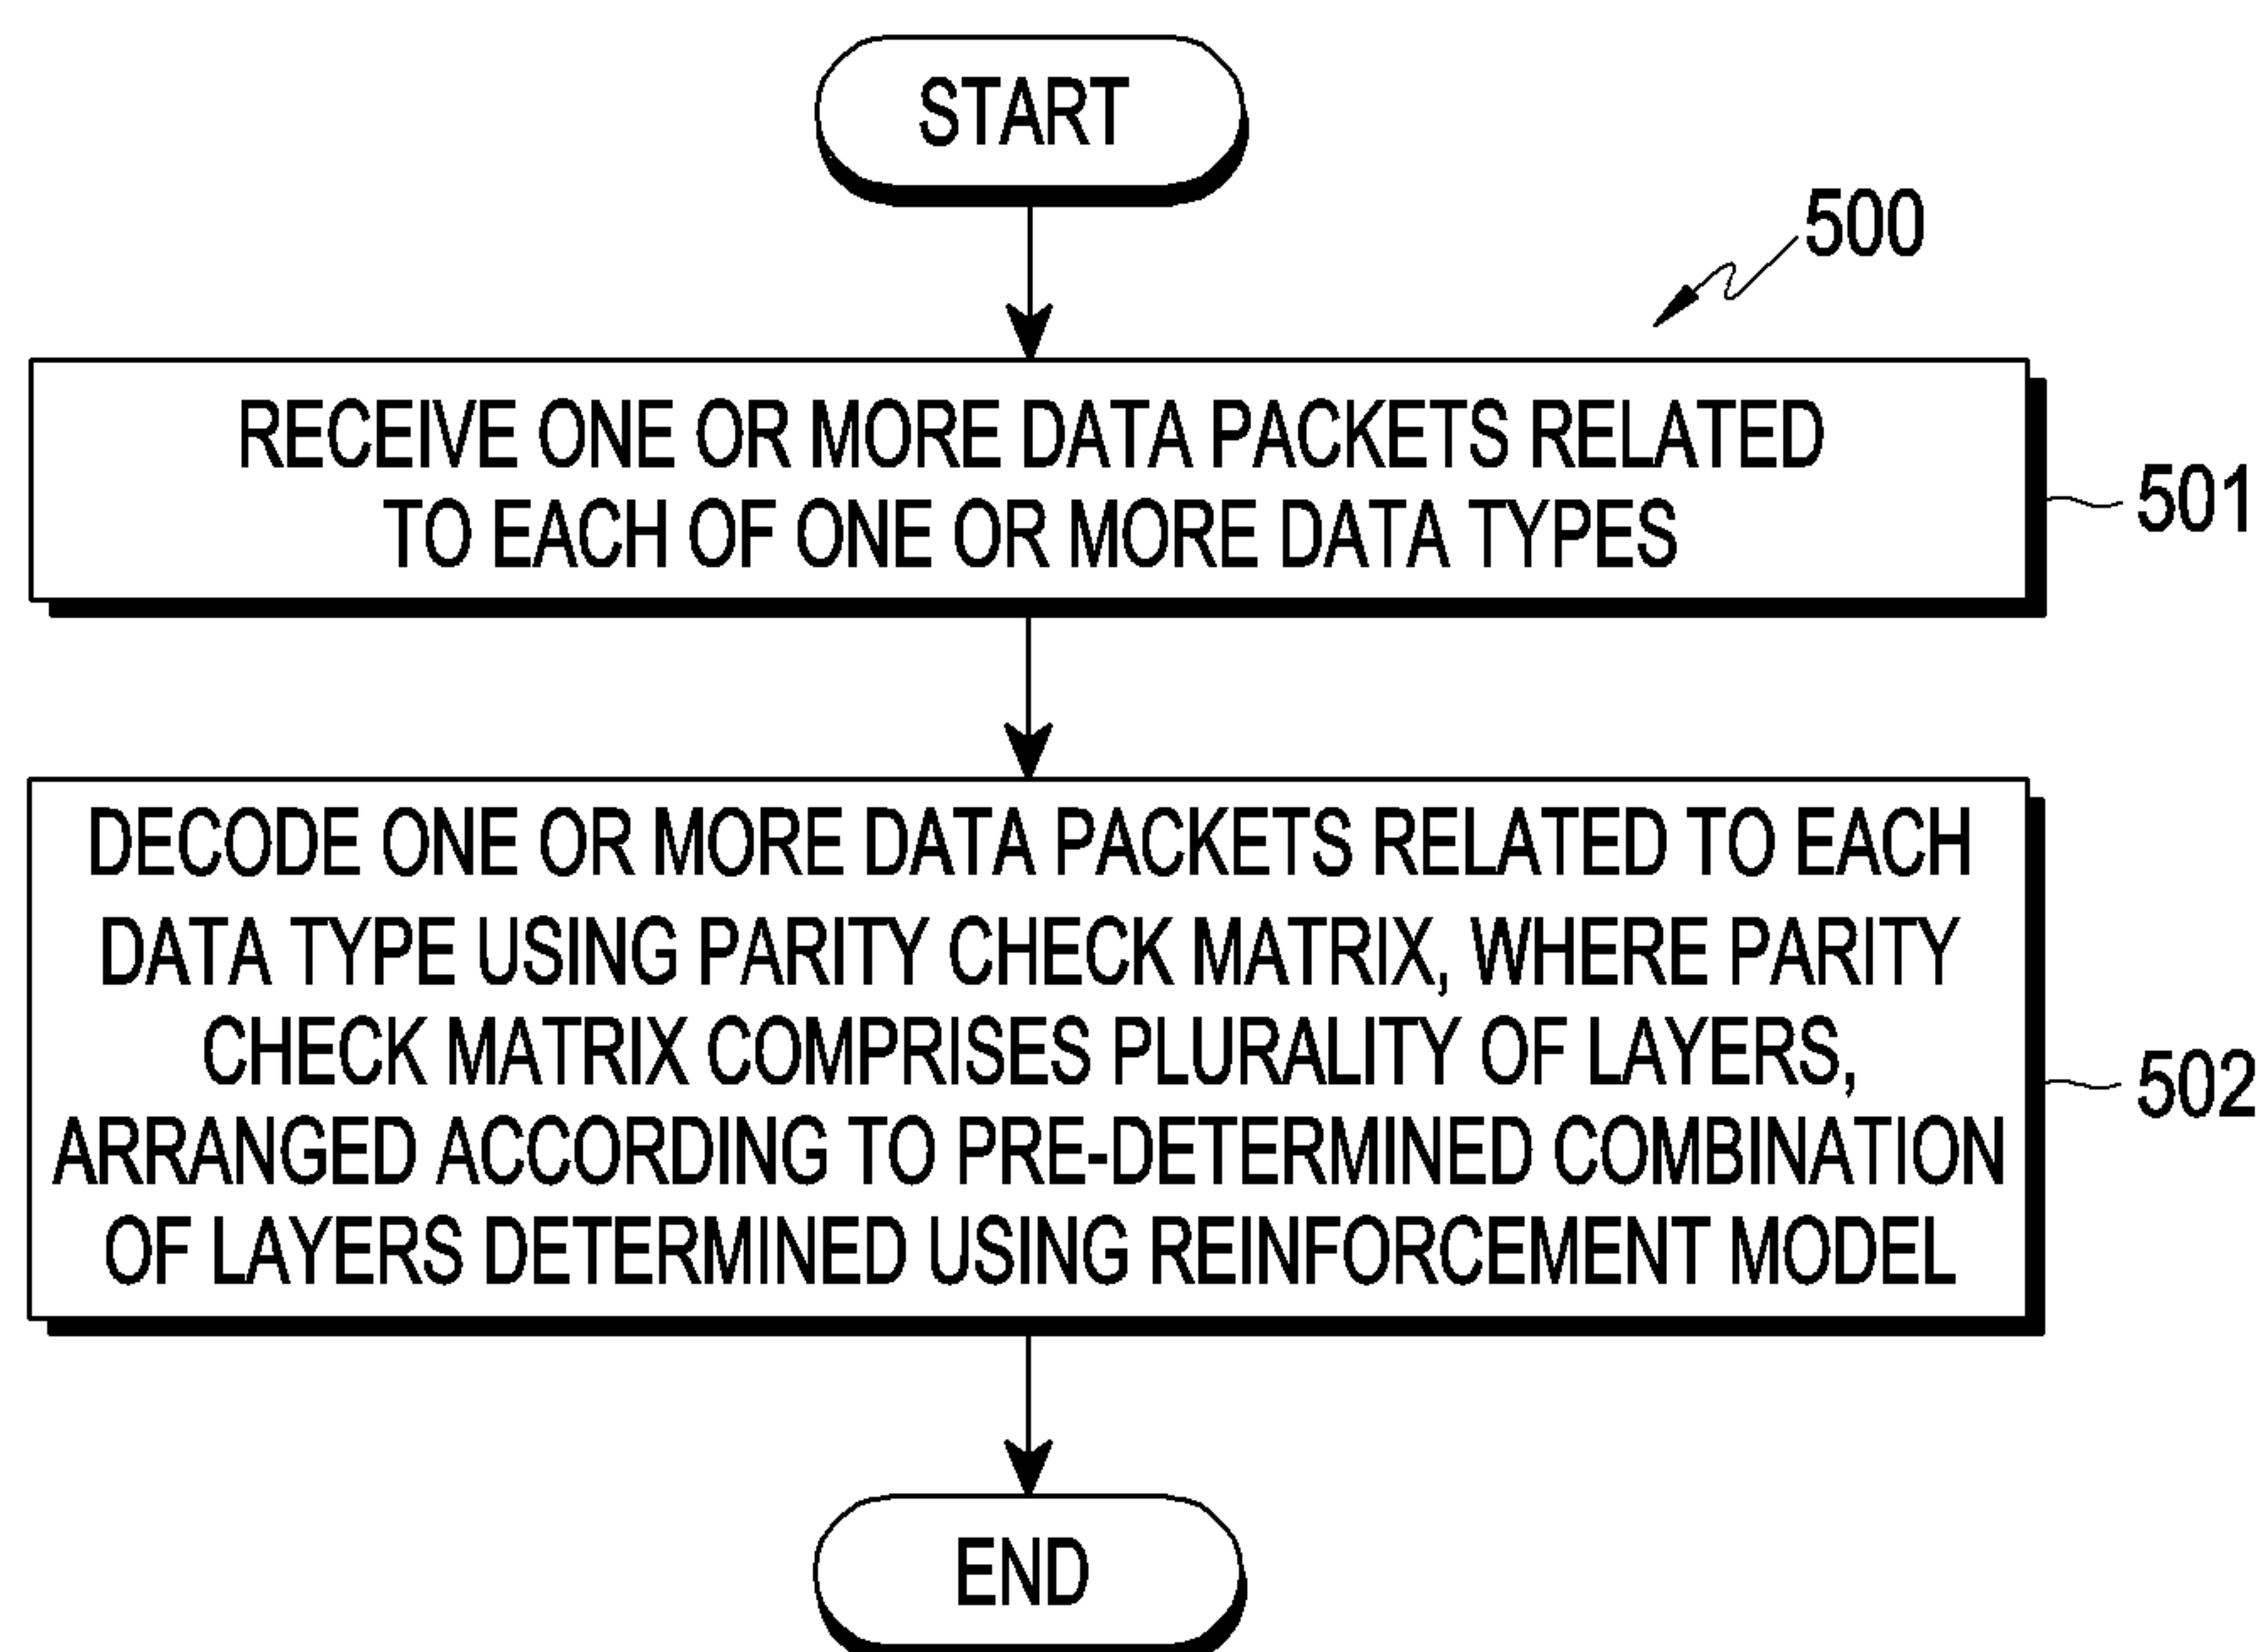 START
500
RECEIVE ONE OR MORE DATA PACKETS RELATED
TO EACH OF ONE OR MORE DATA TYPES
501
DECODE ONE OR MORE DATA PACKETS RELATED TO EACH
DATA TYPE USING PARITY CHECK MATRIX, WHERE PARITY
CHECK MATRIX COMPRISES PLURALITY OF LAYERS,
ARRANGED ACCORDING TO PRE-DETERMINED COMBINATION
OF LAYERS DETERMINED USING REINFORCEMENT MODEL
502
END